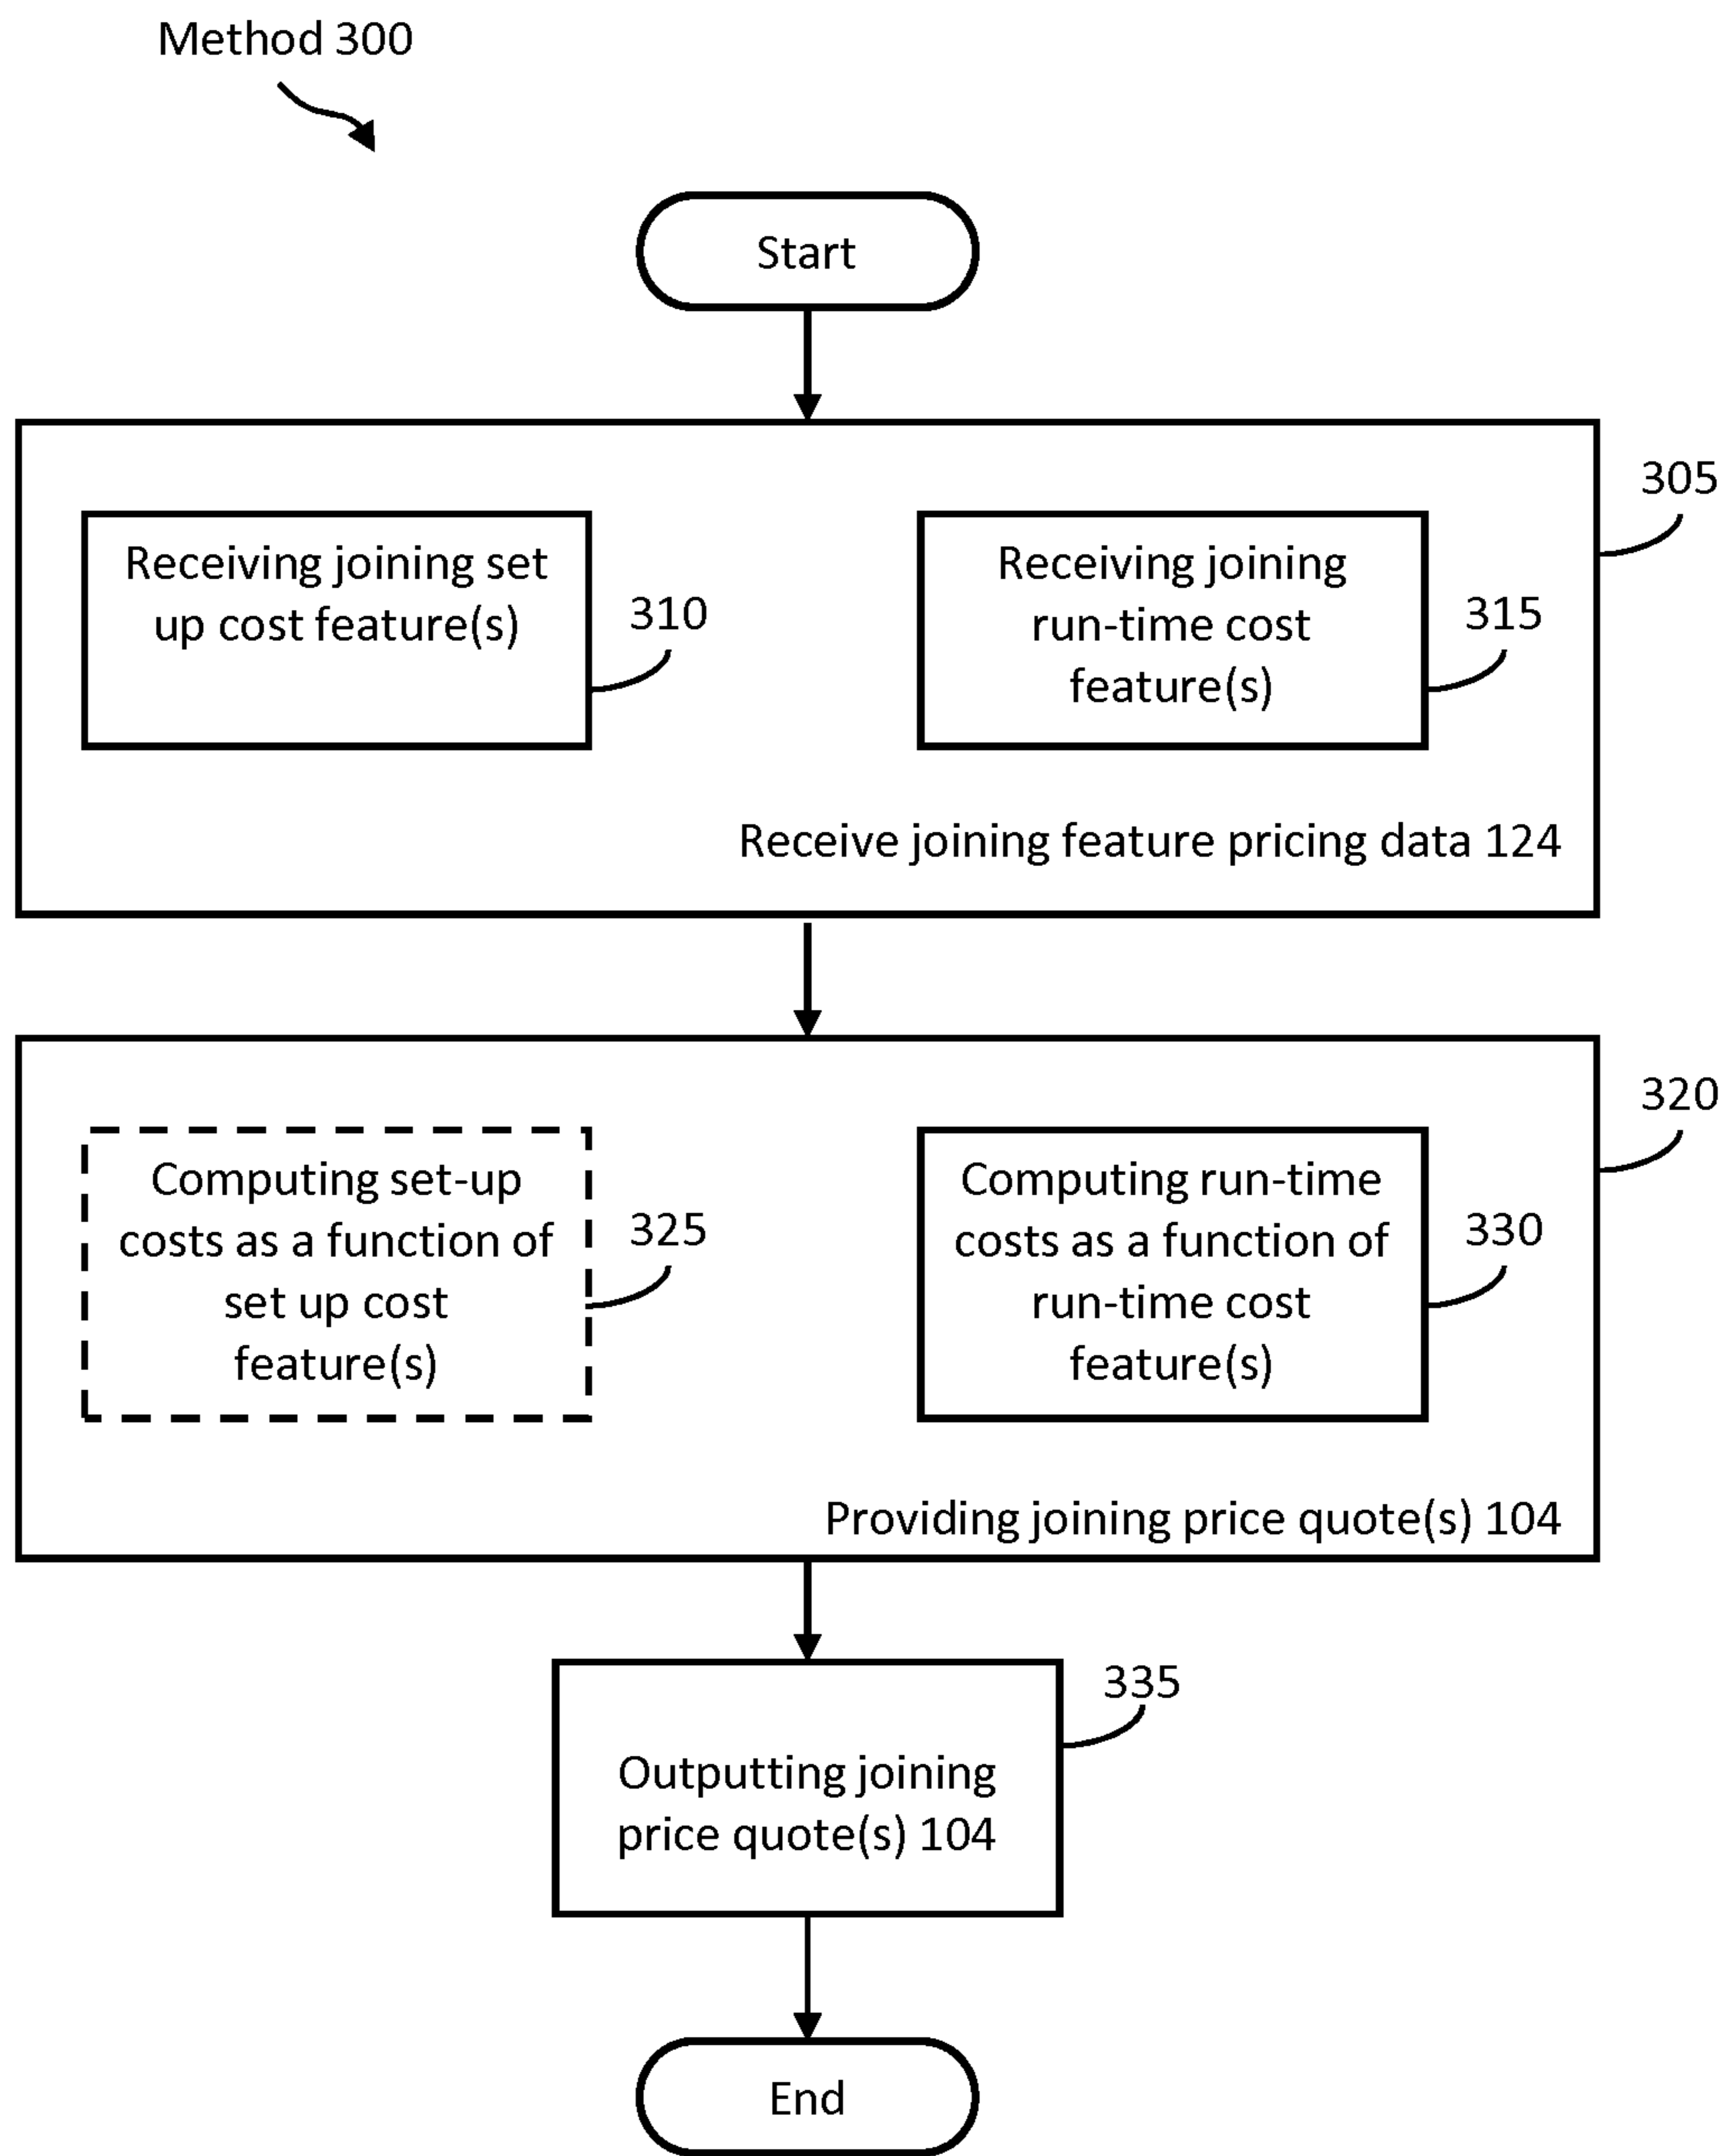 Method 300
Start
305
Receiving joining set
up cost feature(s)
310
Receiving joining
run-time cost
feature(s)
315
Receive joining feature pricing data 124
320
Computing set-up
costs as a function of
set up cost
feature(s)
325
Computing run-time
costs as a function of
run-time cost
feature(s)
330
Providing joining price quote(s) 104
335
Outputting joining
price quote(s) 104
End